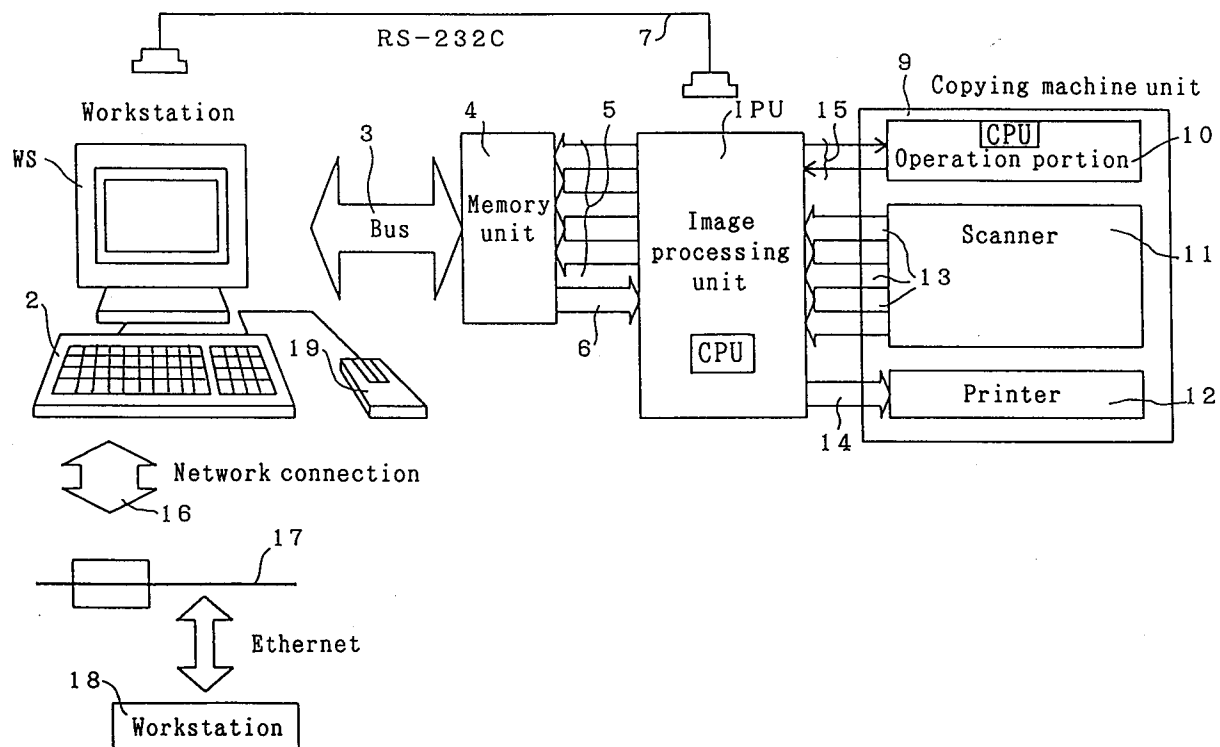 RS-232C
7
Workstation
WS
2
19
3
Bus
4
Memory
unit
5
6
IPU
Image
processing
unit
CPU
15
9
Copying machine unit
CPU
Operation portion
10
Scanner
11
13
Printer
12
14
Network connection
16
17
Ethernet
18
Workstation